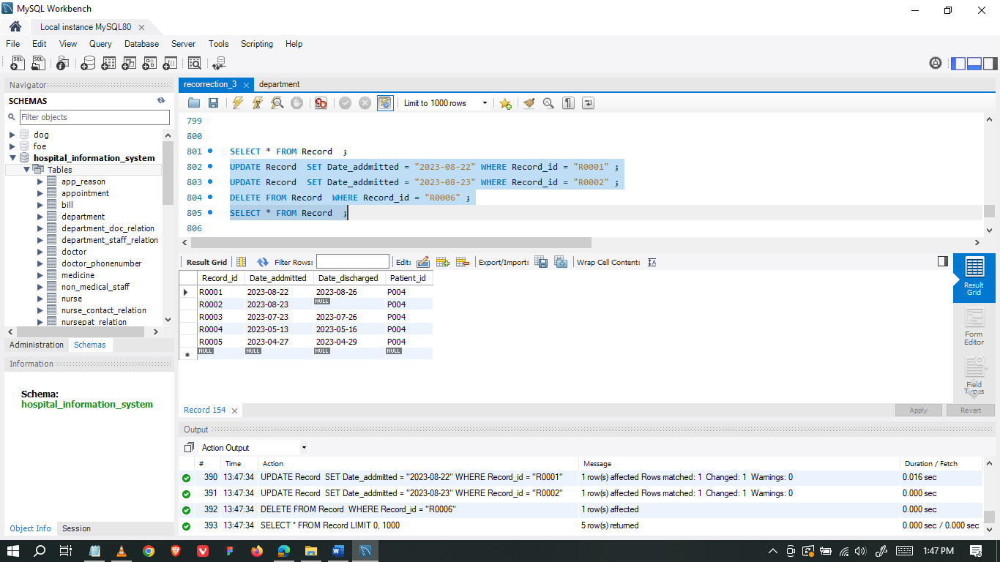 MySQL Workbench
Local instance MySQL80
File Edit View Query Database Server Tools Scripting Help
Navigator
SCHEMAS
Filter objects
dog
foe
hospital_information_system
Tables
app_reason
appointment
bill
department
department_doc_relation
department_staff_relation
doctor
doctor_phonenumber
medicine
non_medical_staff
nurse
nurse_contact_relation
nursepat_relation
Administration Schemas
Information
Schema:
hospital_information_system
Object Info Session
recorrection_3 department
Limit to 1000 rows
799
800
801 SELECT * FROM Record ;
802 UPDATE Record SET Date_addmitted = "2023-08-22" WHERE Record_id = "R0001" ;
803 UPDATE Record SET Date_addmitted = "2023-08-23" WHERE Record_id = "R0002" ;
804 DELETE FROM Record WHERE Record_id = "R0006" ;
805 SELECT * FROM Record ;
806
Result Grid Filter Rows: Edit: Export/Import: Wrap Cell Content:
Record_id Date_addmitted Date_discharged Patient_id
R0001 2023-08-22 2023-08-26 P004
R0002 2023-08-23 NULL P004
R0003 2023-07-23 2023-07-26 P004
R0004 2023-05-13 2023-05-16 P004
R0005 2023-04-27 2023-04-29 P004
NULL NULL NULL NULL
Result
Grid
Form
Editor
Field
Types
Record 154 Apply Revert
Output
Action Output
# Time Action Message Duration / Fetch
390 13:47:34 UPDATE Record SET Date_addmitted = "2023-08-22" WHERE Record_id = "R0001" 1 row(s) affected Rows matched: 1 Changed: 1 Warnings: 0 0.016 sec
391 13:47:34 UPDATE Record SET Date_addmitted = "2023-08-23" WHERE Record_id = "R0002" 1 row(s) affected Rows matched: 1 Changed: 1 Warnings: 0 0.000 sec
392 13:47:34 DELETE FROM Record WHERE Record_id = "R0006" 1 row(s) affected 0.000 sec
393 13:47:34 SELECT * FROM Record LIMIT 0, 1000 5 row(s) returned 0.000 sec / 0.000 sec
1:47 PM